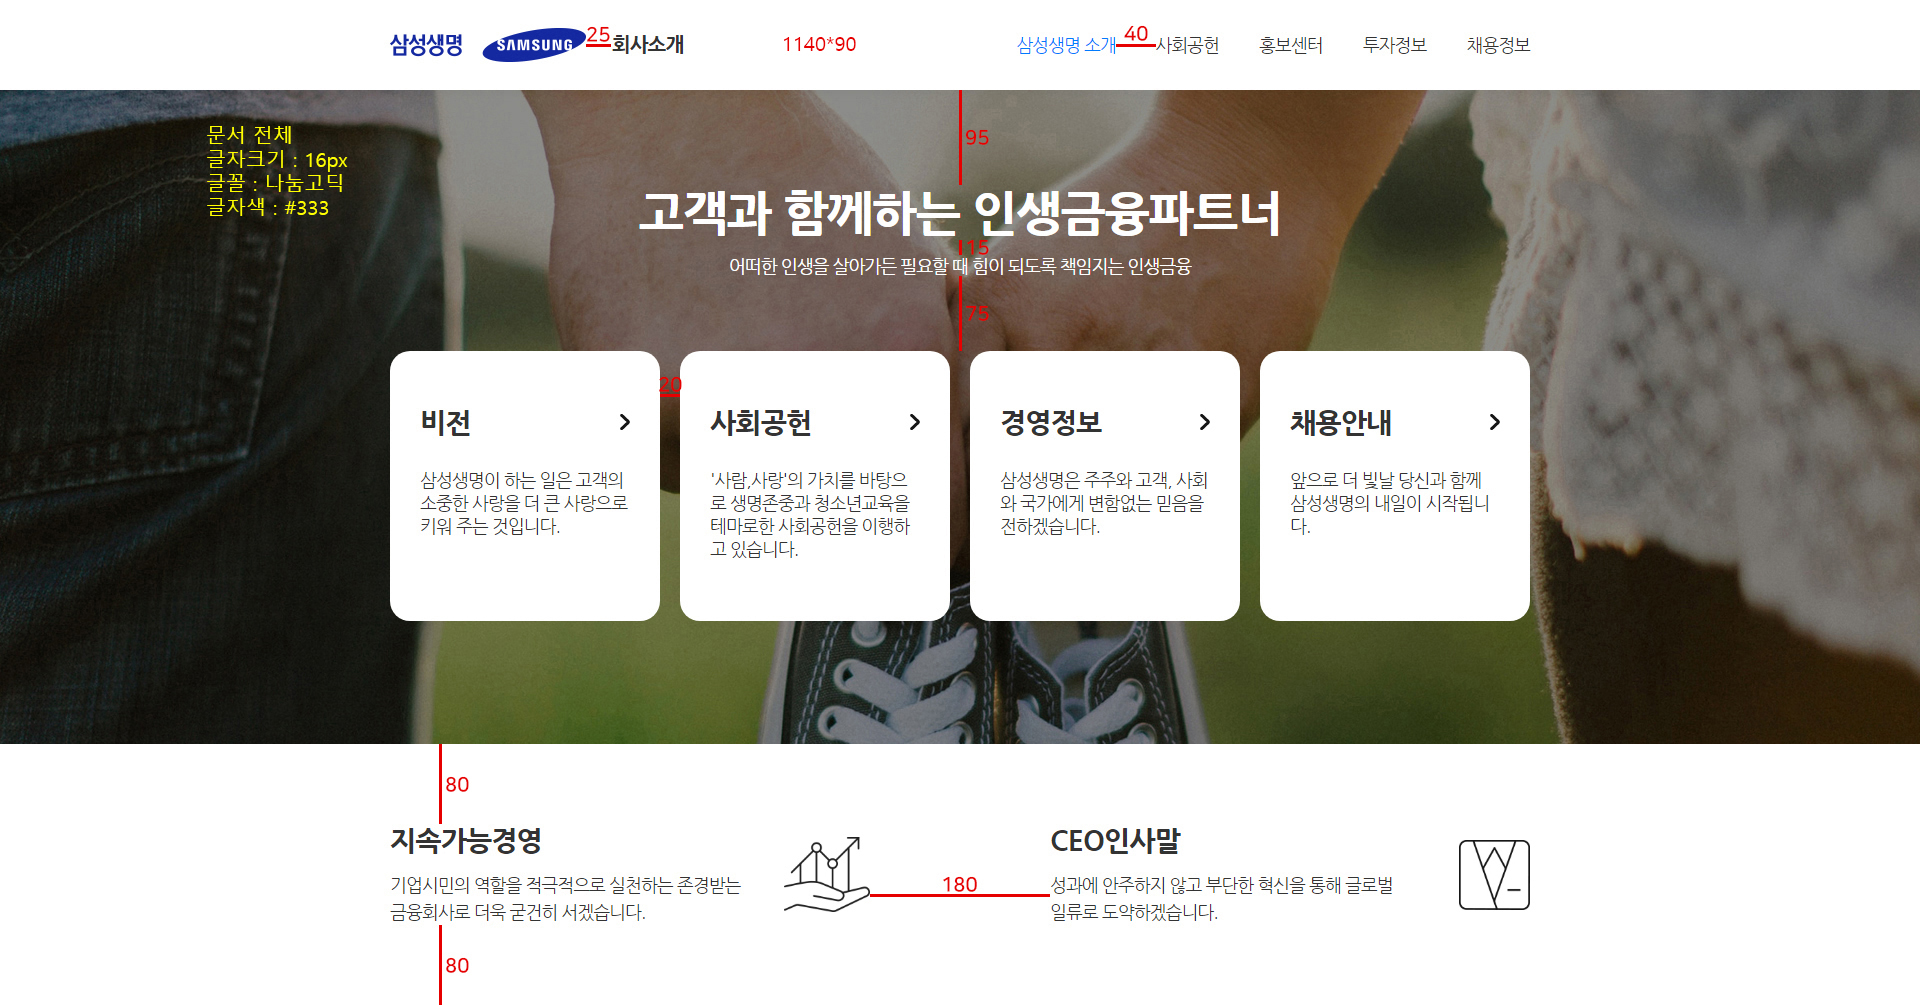 삼성생명 SAMSUNG 25 회사소개 1140*90 삼성생명 소개 40 사회공헌 홍보센터 투자정보 채용정보
문서 전체
글자크기 : 16px
글꼴 : 나눔고딕
글자색 : #333
95
고객과 함께하는 인생금융파트너
15
어떠한 인생을 살아가든 필요할 때 힘이 되도록 책임지는 인생금융
75
20
비전
삼성생명이 하는 일은 고객의
소중한 사랑을 더 큰 사랑으로
키워 주는 것입니다.
사회공헌
'사람,사랑'의 가치를 바탕으
로 생명존중과 청소년교육을
테마로한 사회공헌을 이행하
고 있습니다.
경영정보
삼성생명은 주주와 고객, 사회
와 국가에게 변함없는 믿음을
전하겠습니다.
채용안내
앞으로 더 빛날 당신과 함께
삼성생명의 내일이 시작됩니
다.
80
지속가능경영
기업시민의 역할을 적극적으로 실천하는 존경받는
금융회사로 더욱 굳건히 서겠습니다.
180
CEO인사말
성과에 안주하지 않고 부단한 혁신을 통해 글로벌
일류로 도약하겠습니다.
80